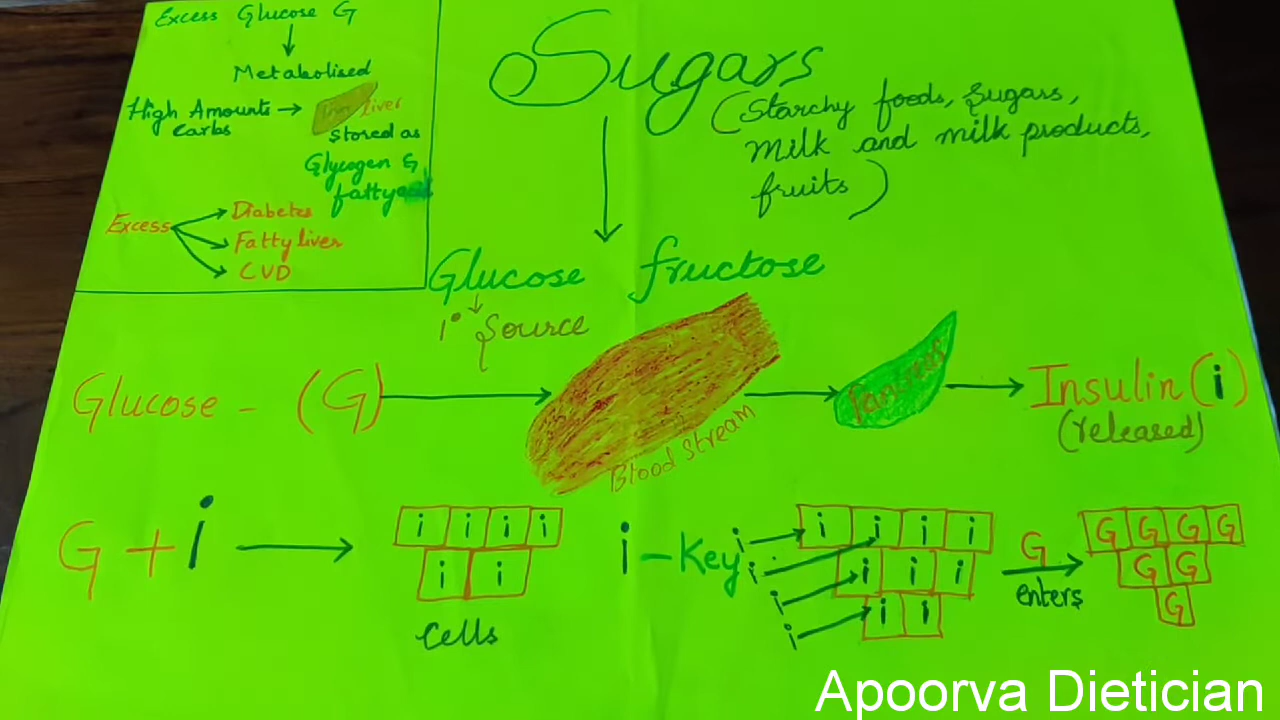 Excess Glucose G
Metabolised
High Amounts
carbs
liver
stored as
Glycogen G
fatty
Excess
Diabetes
Fatty liver
CVD
Sugars
(Starchy foods, Sugars,
Milk and milk products,
fruits)
Glucose fructose
1° Source
Glucose - (G)
Blood Stream
Pancreas
Insulin (i)
(released)
G + i
i i i i
i i
Cells
i - Key
i i i i
i i i i
i i i
i i
G
enters
G G G G
G G
G
Apoorva Dietician